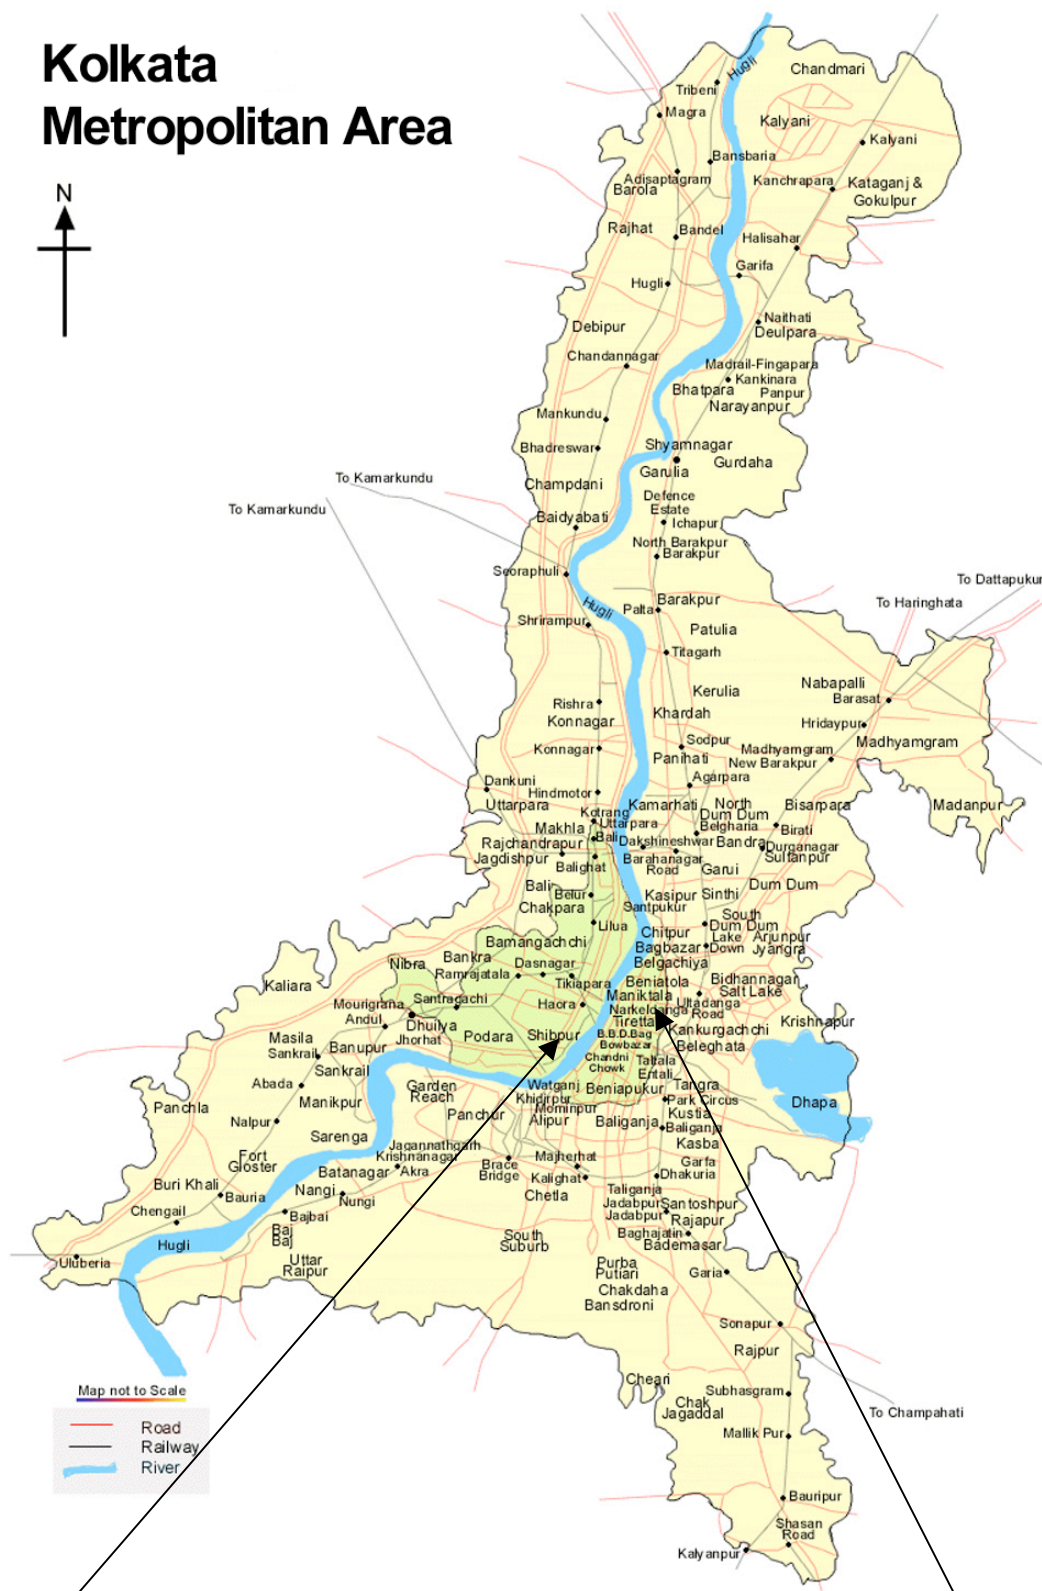 Kolkata
Metropolitan Area
N
Hugli
Chandmari
Tribeni
Magra
Kalyani
Kalyani
Bansbaria
Adisaptagram
Barola
Kanchrapara
Kataganj &
Gokulpur
Rajhat
Bandel
Halisahar
Garifa
Hugli
Naithati
Deulpara
Debipur
Chandannagar
Madrail-Fingapara
Kankinara
Bhatpara
Panpur
Narayanpur
Mankundu
Bhadreswar
Shyamnagar
Garulia
Gurdaha
To Kamarkundu
To Kamarkundu
Champdani
Defence
Estate
Baidyabati
Ichapur
North Barakpur
Barakpur
Seoraphuli
To Dattapukur
To Haringhata
Hugli
Palta
Barakpur
Shrirampur
Patulia
Titagarh
Nabapalli
Barasat
Kerulia
Rishra
Konnagar
Khardah
Hridaypur
Konnagar
Sodpur
Panihati
Madhyamgram
New Barakpur
Madhyamgram
Dankuni
Uttarpara
Hindmotor
Agarpara
Kamarhati
North
Dum Dum
Bisarpara
Madanpur
Kotrang
Uttarpara
Makhla
Bali
Belgharia
Birati
Rajchandrapur
Jagdishpur
Dakshineshwar
Bandra
Durganagar
Sultanpur
Balighat
Barahanagar
Road
Garui
Bali
Belur
Chakpara
Kasipur
Sinthi
Dum Dum
Santpukur
Lilua
South
Dum Dum
Chitpur
Lake
Down
Arjunpur
Jyangra
Bamangachchi
Bagbazar
Belgachiya
Nibra
Bankra
Dasnagar
Ramrajatala
Tikiapara
Beniatola
Bidhannagar
Salt Lake
Kaliara
Mourigrana
Santragachi
Haora
Maniktala
Ultadanga
Road
Narkeldanga
Andul
Dhuilya
Tiretta
Krishnapur
Masila
Jhorhat
Podara
Shibpur
B.B.D.Bag
Bowbazar
Kankurgachchi
Beleghata
Sankrail
Banupur
Chandni
Chowk
Taltala
Entali
Sankrail
Abada
Garden
Reach
Watganj
Khidirpur
Beniapukur
Tangra
Park Circus
Dhapa
Panchla
Manikpur
Panchur
Mominpur
Alipur
Kustia
Nalpur
Baliganja
Baliganja
Sarenga
Jagannathgarh
Krishnanagar
Kasba
Fort
Gloster
Batanagar
Akra
Brace
Bridge
Majherhat
Kalighat
Garfa
Dhakuria
Buri Khali
Bauria
Nangi
Nungi
Chetla
Taliganja
Jadabpur
Jadabpur
Santoshpur
Chengail
Bajbai
Rajapur
Baj
Baj
South
Suburb
Baghajatin
Bademasar
Hugli
Uluberia
Uttar
Raipur
Purba
Putiari
Garia
Chakdaha
Bansdroni
Sonapur
Rajpur
Cheari
Subhasgram
Map not to Scale
Chak
Jagaddal
To Champahati
Road
Railway
River
Mallik Pur
Bauripur
Shasan
Road
Kalyanpur